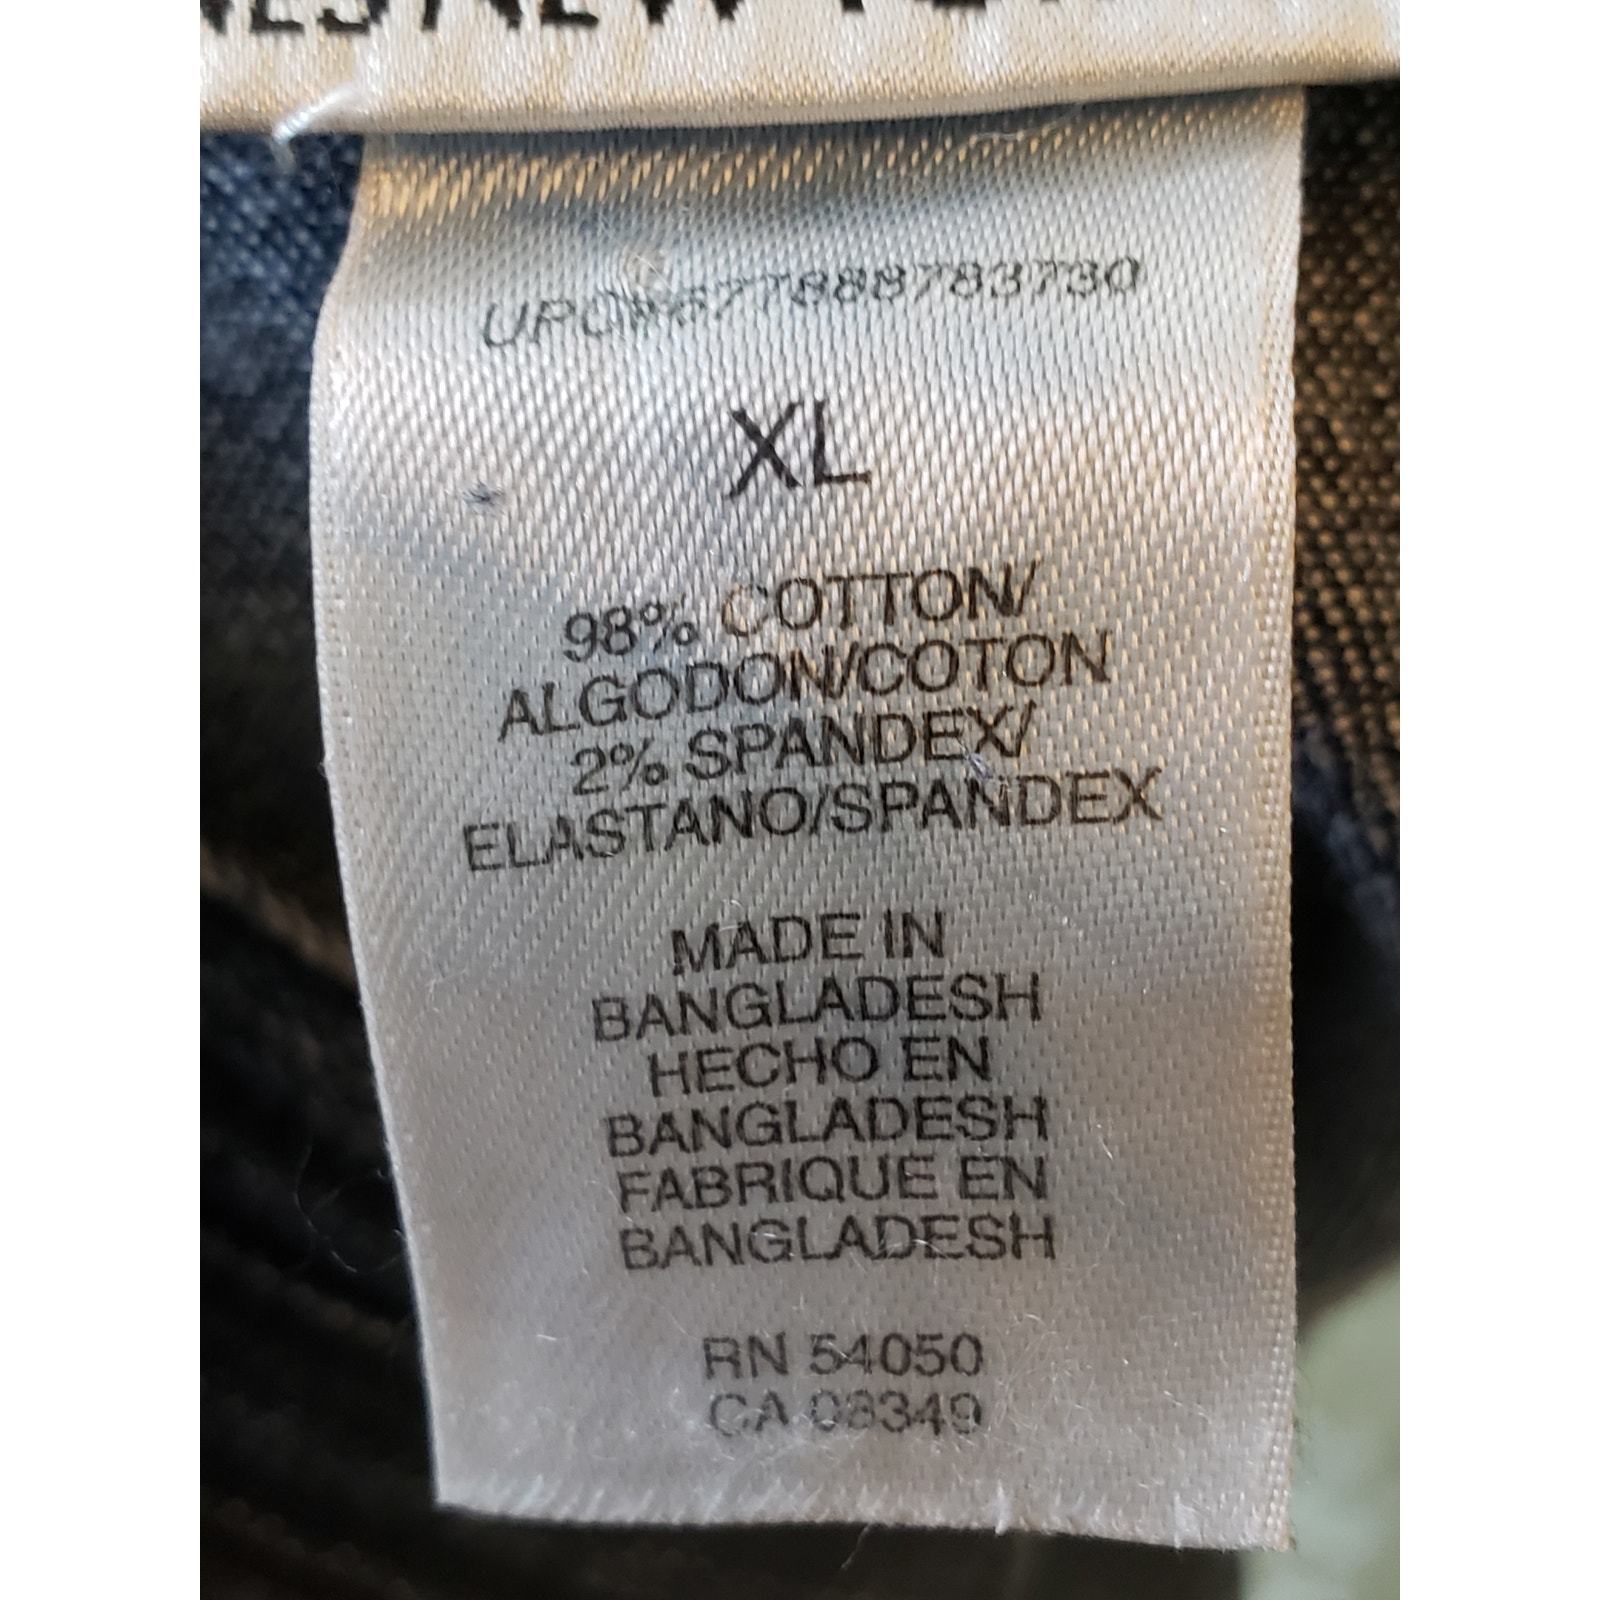 XL
98% COTTON/
ALGODON/COTON
2% SPANDEX/
ELASTANO/SPANDEX
MADE IN
BANGLADESH
HECHO EN
BANGLADESH
FABRIQUE EN
BANGLADESH
RN 54050
CA 08349